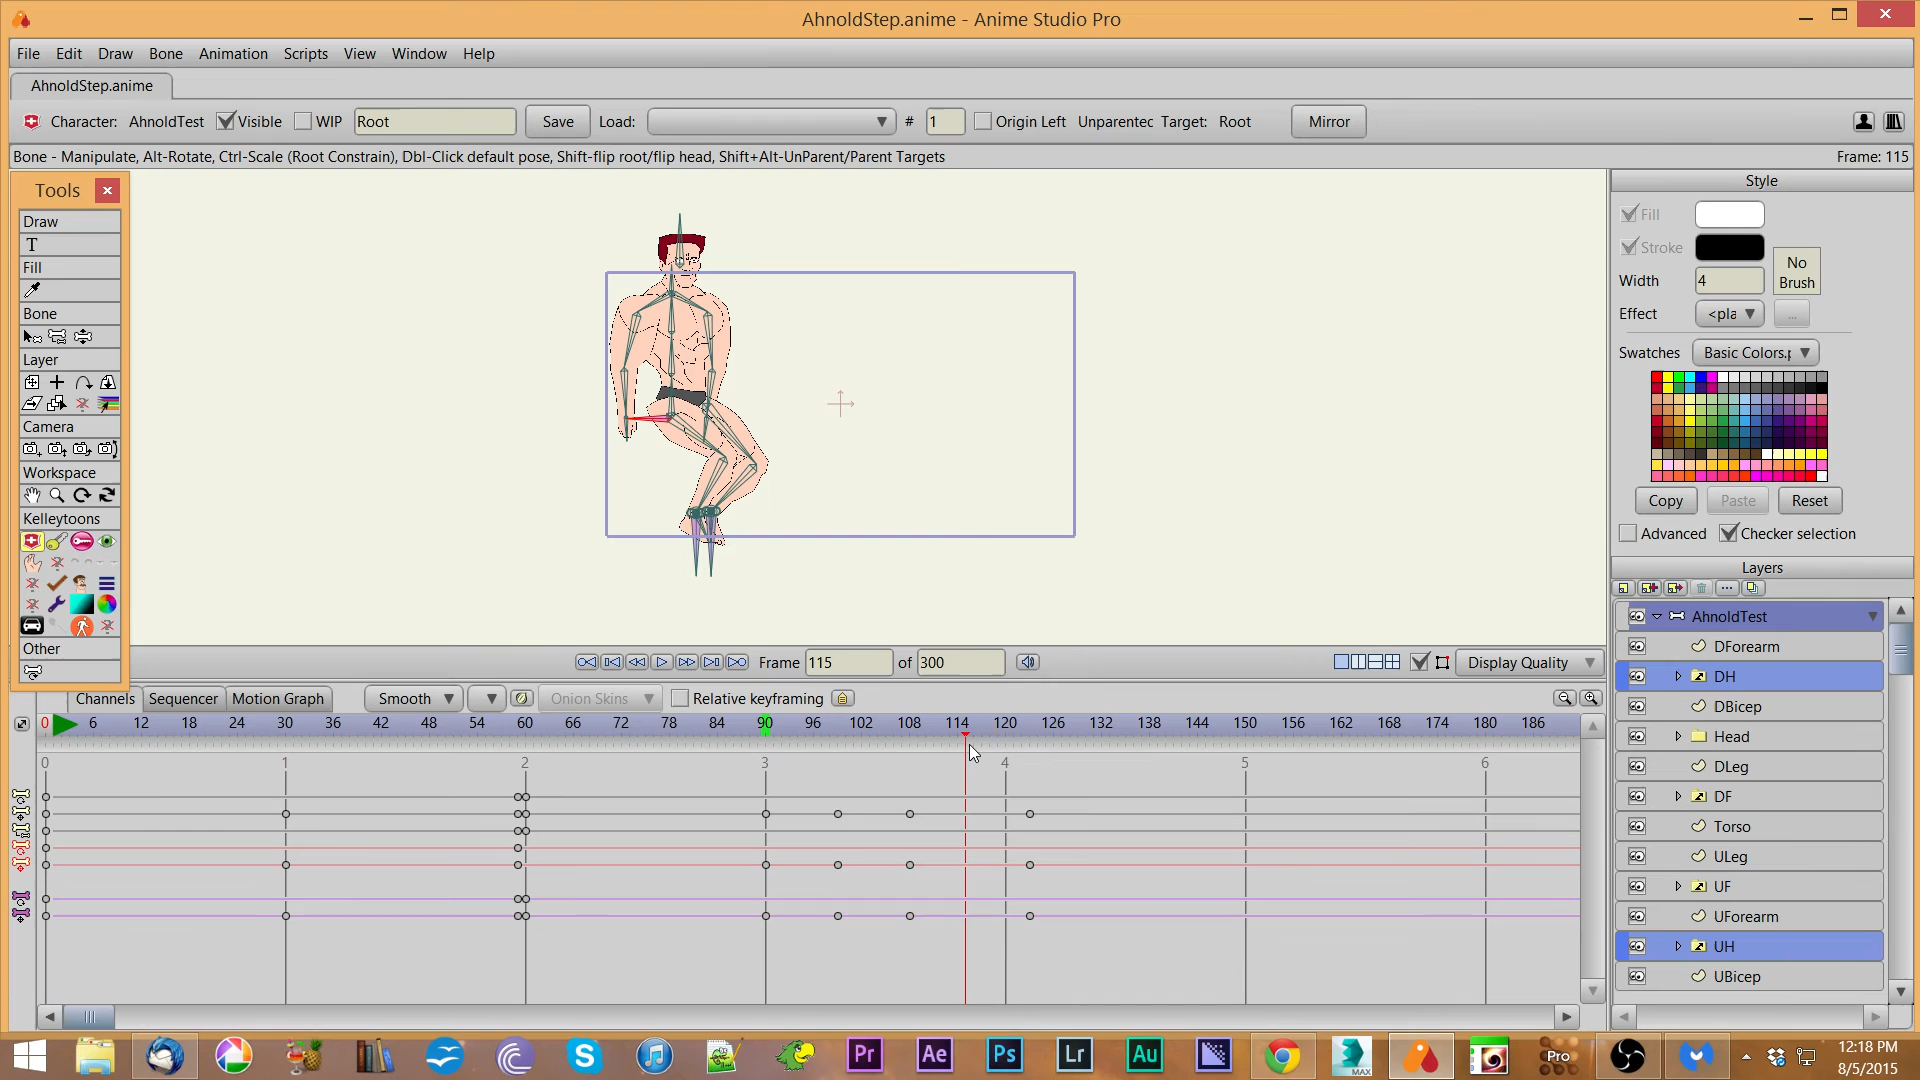 AhnoldStep.anime - Anime Studio Pro
File Edit Draw Bone Animation Scripts View Window Help
AhnoldStep.anime
Character: AhnoldTest Visible WIP Root Save Load: # 1 Origin Left Unparentec Target: Root Mirror
Bone - Manipulate, Alt-Rotate, Ctrl-Scale (Root Constrain), Dbl-Click default pose, Shift-flip root/flip head, Shift+Alt-UnParent/Parent Targets Frame: 115
Tools
Draw
T
Fill
Bone
Layer
Camera
Workspace
Kelleytoons
Other
Style
Fill
Stroke
Width 4
No Brush
Effect <pla ...
Swatches Basic Colors.p
Copy Paste Reset
Advanced Checker selection
Layers
AhnoldTest
DForearm
DH
DBicep
Head
DLeg
DF
Torso
ULeg
UF
UForearm
UH
UBicep
Frame 115 of 300 Display Quality
Channels Sequencer Motion Graph Smooth Onion Skins Relative keyframing
0 6 12 18 24 30 36 42 48 54 60 66 72 78 84 90 96 102 108 114 120 126 132 138 144 150 156 162 168 174 180 186
0 1 2 3 4 5 6
Pr Ae Ps Lr Au MAX Pro
12:18 PM
8/5/2015